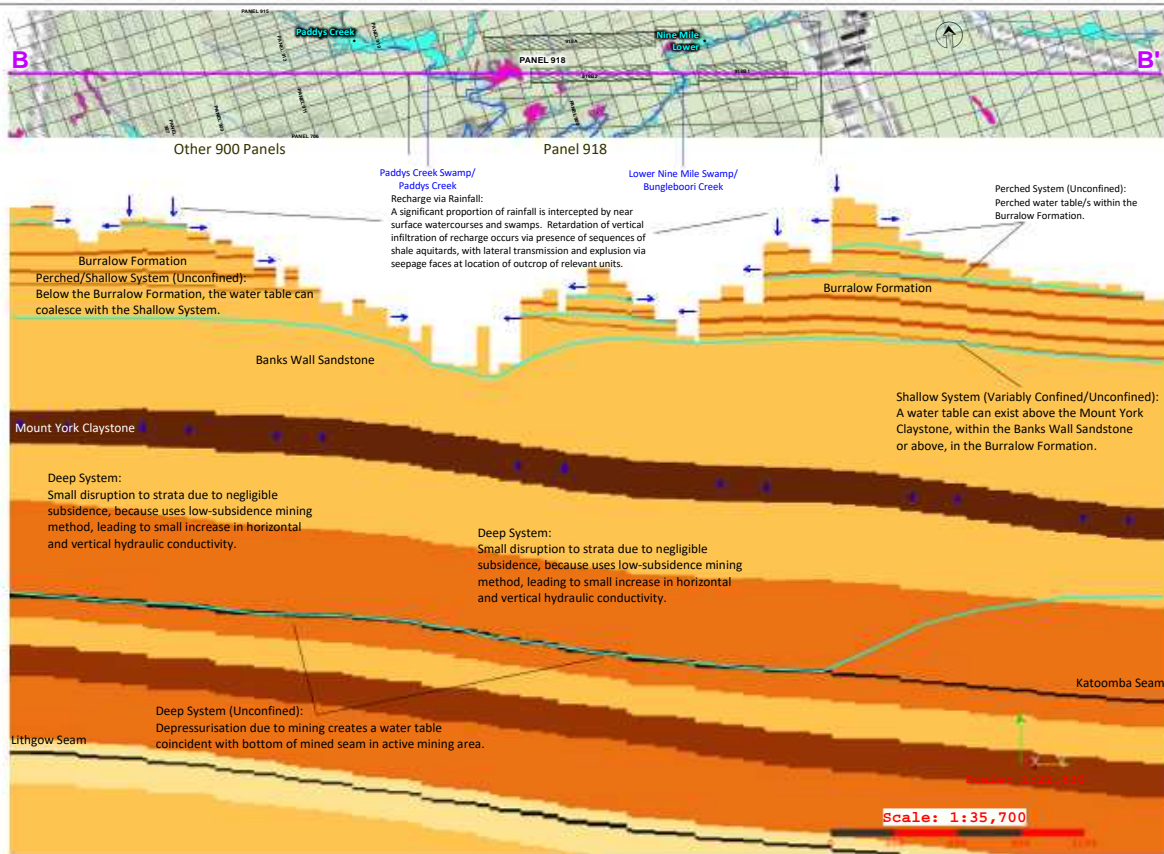 PANEL 915
Paddys Creek
Nine Mile
Lower
918A
B
PANEL 918
B'
PANEL 706
Other 900 Panels
Panel 918
Paddys Creek Swamp/
Paddys Creek
Lower Nine Mile Swamp/
Bungleboori Creek
Recharge via Rainfall:
A significant proportion of rainfall is intercepted by near
surface watercourses and swamps. Retardation of vertical
infiltration of recharge occurs via presence of sequences of
shale aquitards, with lateral transmission and explusion via
seepage faces at location of outcrop of relevant units.
Perched System (Unconfined):
Perched water table/s within the
Burralow Formation.
Burralow Formation
Perched/Shallow System (Unconfined):
Below the Burralow Formation, the water table can
coalesce with the Shallow System.
Burralow Formation
Banks Wall Sandstone
Shallow System (Variably Confined/Unconfined):
A water table can exist above the Mount York
Claystone, within the Banks Wall Sandstone
or above, in the Burralow Formation.
Mount York Claystone
Deep System:
Small disruption to strata due to negligible
subsidence, because uses low-subsidence mining
method, leading to small increase in horizontal
and vertical hydraulic conductivity.
Deep System:
Small disruption to strata due to negligible
subsidence, because uses low-subsidence mining
method, leading to small increase in horizontal
and vertical hydraulic conductivity.
Katoomba Seam
Deep System (Unconfined):
Depressurisation due to mining creates a water table
coincident with bottom of mined seam in active mining area.
Lithgow Seam
Scale: 1:35,700